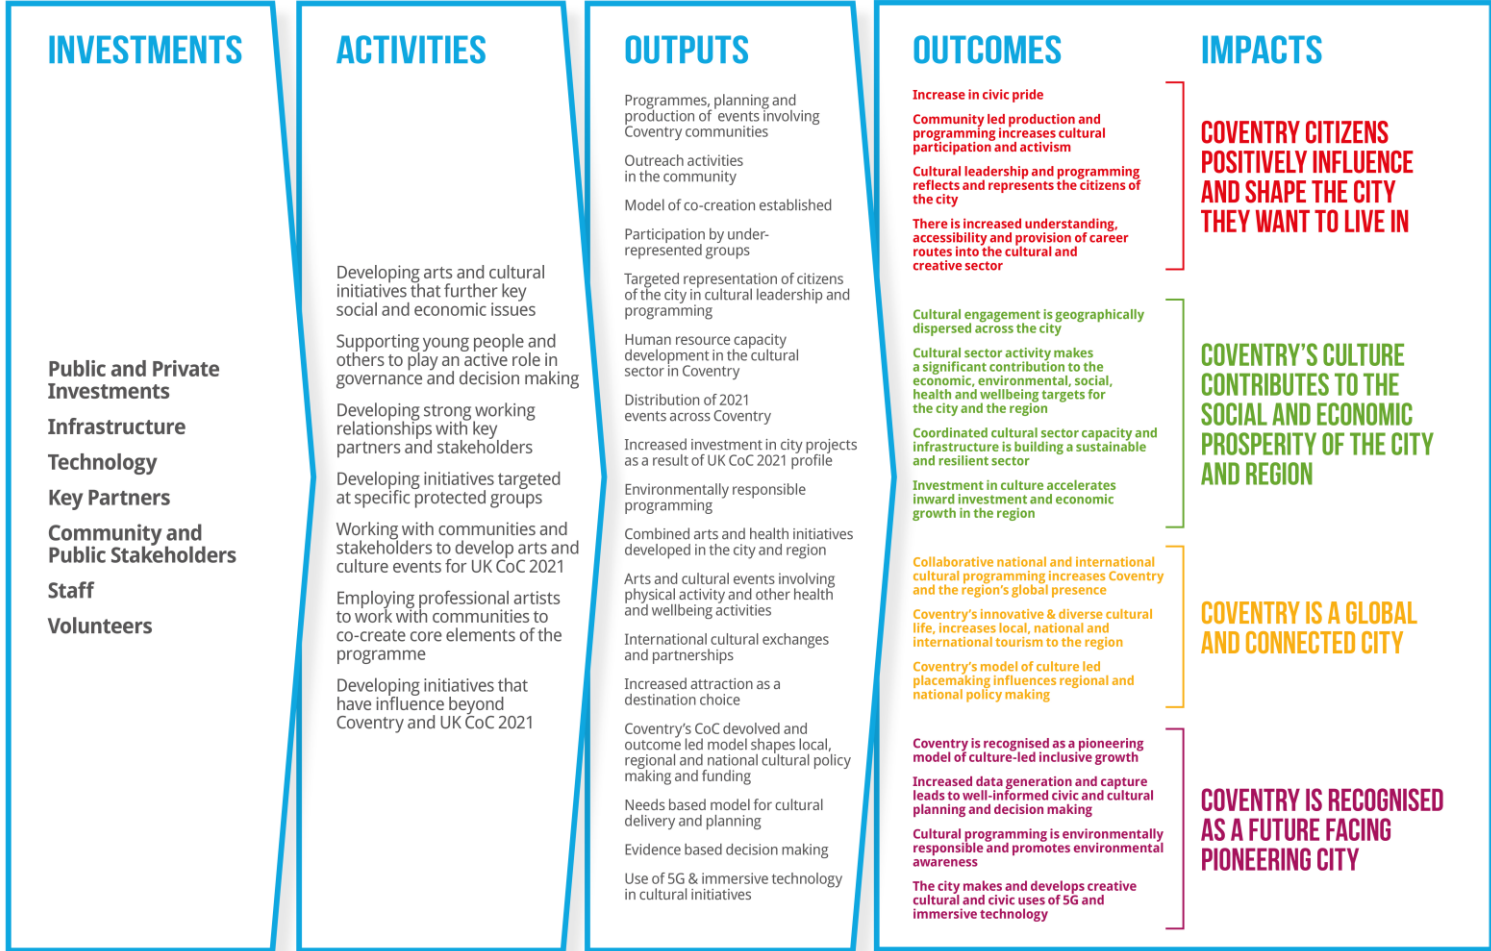 INVESTMENTS
Public and Private
Investments
Infrastructure
Technology
Key Partners
Community and
Public Stakeholders
Staff
Volunteers
ACTIVITIES
Developing arts and cultural
initiatives that further key
social and economic issues
Supporting young people and
others to play an active role in
governance and decision making
Developing strong working
relationships with key
partners and stakeholders
Developing initiatives targeted
at specific protected groups
Working with communities and
stakeholders to develop arts and
culture events for UK CoC 2021
Employing professional artists
to work with communities to
co-create core elements of the
programme
Developing initiatives that
have influence beyond
Coventry and UK CoC 2021
OUTPUTS
Programmes, planning and
production of events involving
Coventry communities
Outreach activities
in the community
Model of co-creation established
Participation by under-
represented groups
Targeted representation of citizens
of the city in cultural leadership and
programming
Human resource capacity
development in the cultural
sector in Coventry
Distribution of 2021
events across Coventry
Increased investment in city projects
as a result of UK CoC 2021 profile
Environmentally responsible
programming
Combined arts and health initiatives
developed in the city and region
Arts and cultural events involving
physical activity and other health
and wellbeing activities
International cultural exchanges
and partnerships
Increased attraction as a
destination choice
Coventry's CoC devolved and
outcome led model shapes local,
regional and national cultural policy
making and funding
Needs based model for cultural
delivery and planning
Evidence based decision making
Use of 5G & immersive technology
in cultural initiatives
OUTCOMES
Increase in civic pride
Community led production and
programming increases cultural
participation and activism
Cultural leadership and programming
reflects and represents the citizens of
the city
There is increased understanding,
accessibility and provision of career
routes into the cultural and
creative sector
Cultural engagement is geographically
dispersed across the city
Cultural sector activity makes
a significant contribution to the
economic, environmental, social,
health and wellbeing targets for
the city and the region
Coordinated cultural sector capacity and
infrastructure is building a sustainable
and resilient sector
Investment in culture accelerates
inward investment and economic
growth in the region
Collaborative national and international
cultural programming increases Coventry
and the region's global presence
Coventry's innovative & diverse cultural
life, increases local, national and
international tourism to the region
Coventry's model of culture led
placemaking influences regional and
national policy making
Coventry is recognised as a pioneering
model of culture-led inclusive growth
Increased data generation and capture
leads to well-informed civic and cultural
planning and decision making
Cultural programming is environmentally
responsible and promotes environmental
awareness
The city makes and develops creative
cultural and civic uses of 5G and
immersive technology
IMPACTS
COVENTRY CITIZENS
POSITIVELY INFLUENCE
AND SHAPE THE CITY
THEY WANT TO LIVE IN
COVENTRY'S CULTURE
CONTRIBUTES TO THE
SOCIAL AND ECONOMIC
PROSPERITY OF THE CITY
AND REGION
COVENTRY IS A GLOBAL
AND CONNECTED CITY
COVENTRY IS RECOGNISED
AS A FUTURE FACING
PIONEERING CITY